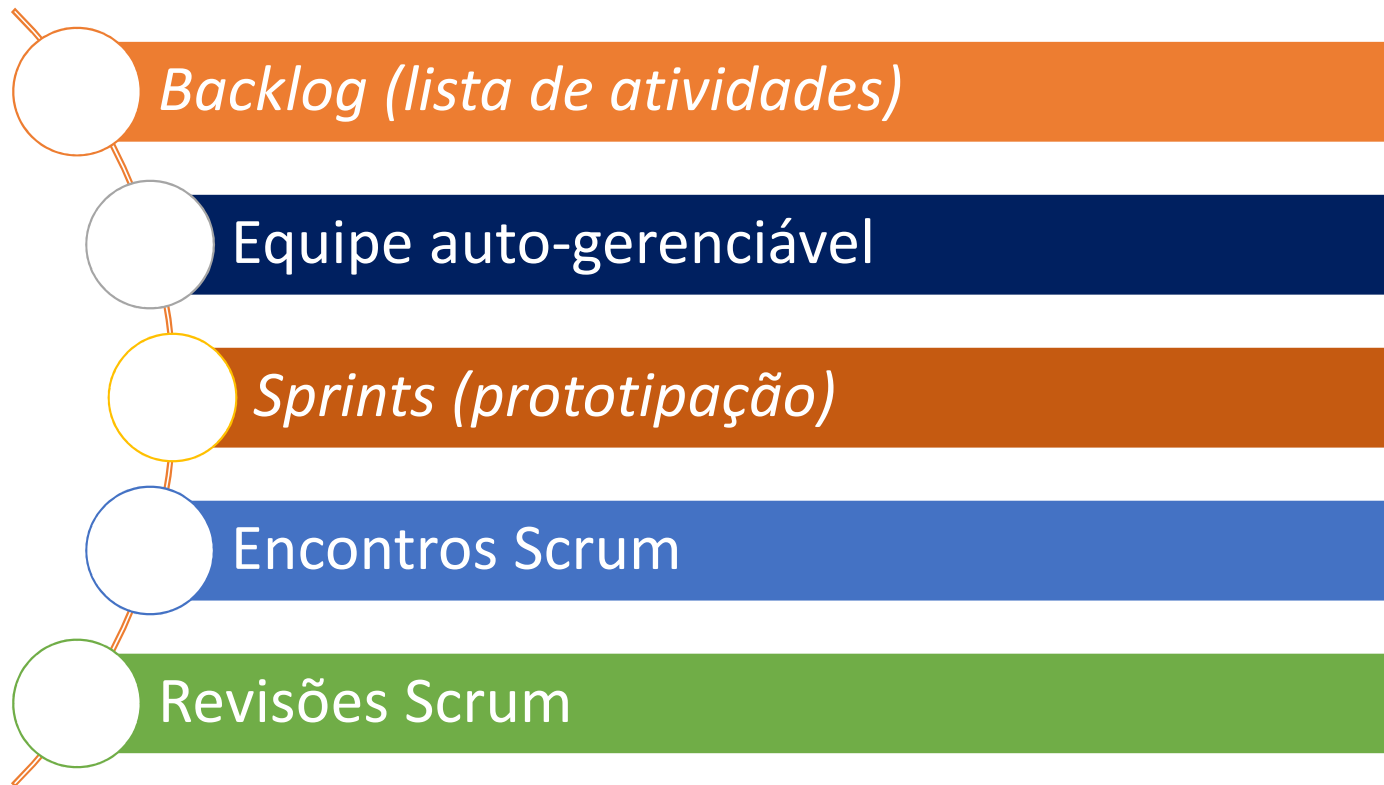 Backlog (lista de atividades)
Equipe auto-gerenciável
Sprints (prototipação)
Encontros Scrum
Revisões Scrum